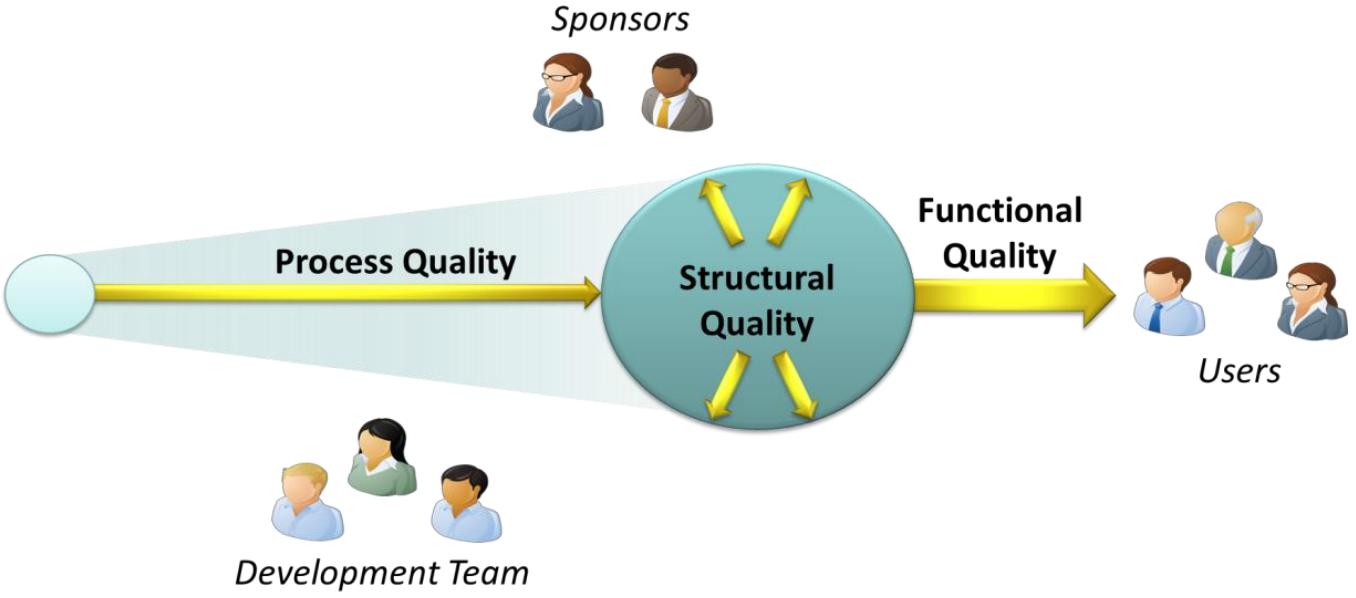 Sponsors
Functional
Quality
Process Quality
Structural
Quality
Users
Development Team